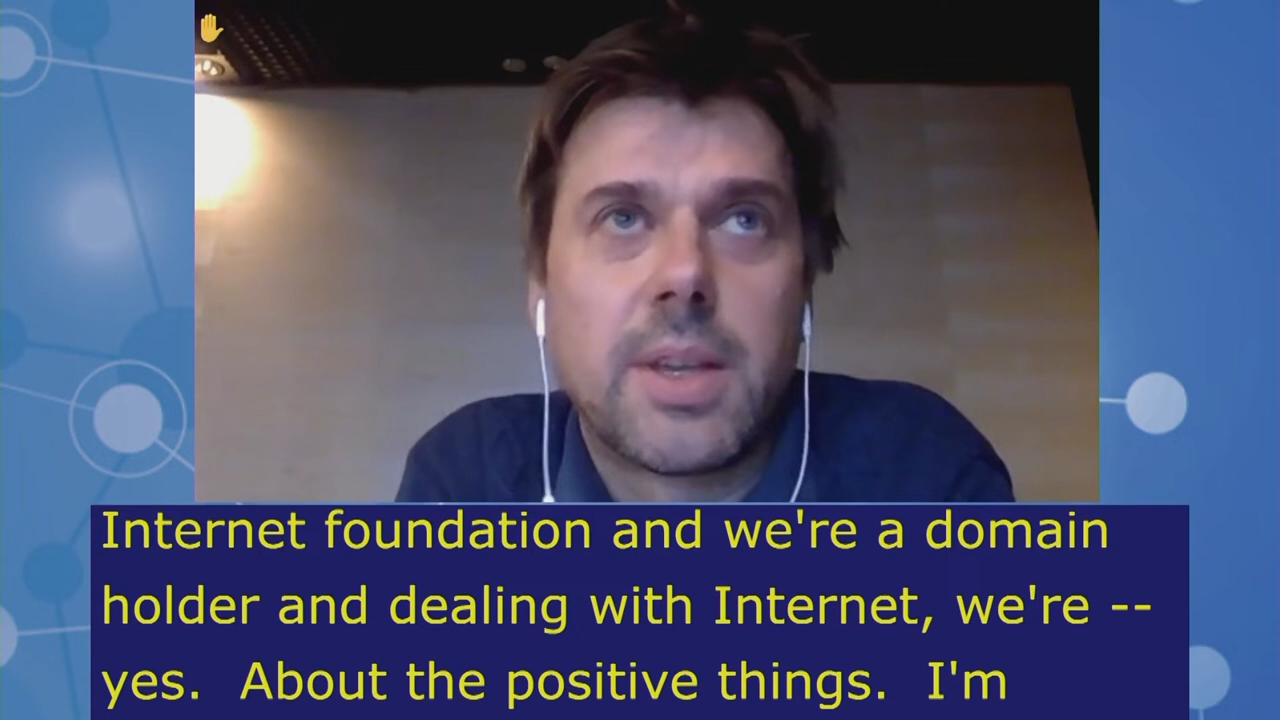 Internet foundation and we're a domain
holder and dealing with Internet, we're --
yes.  About the positive things.  I'm